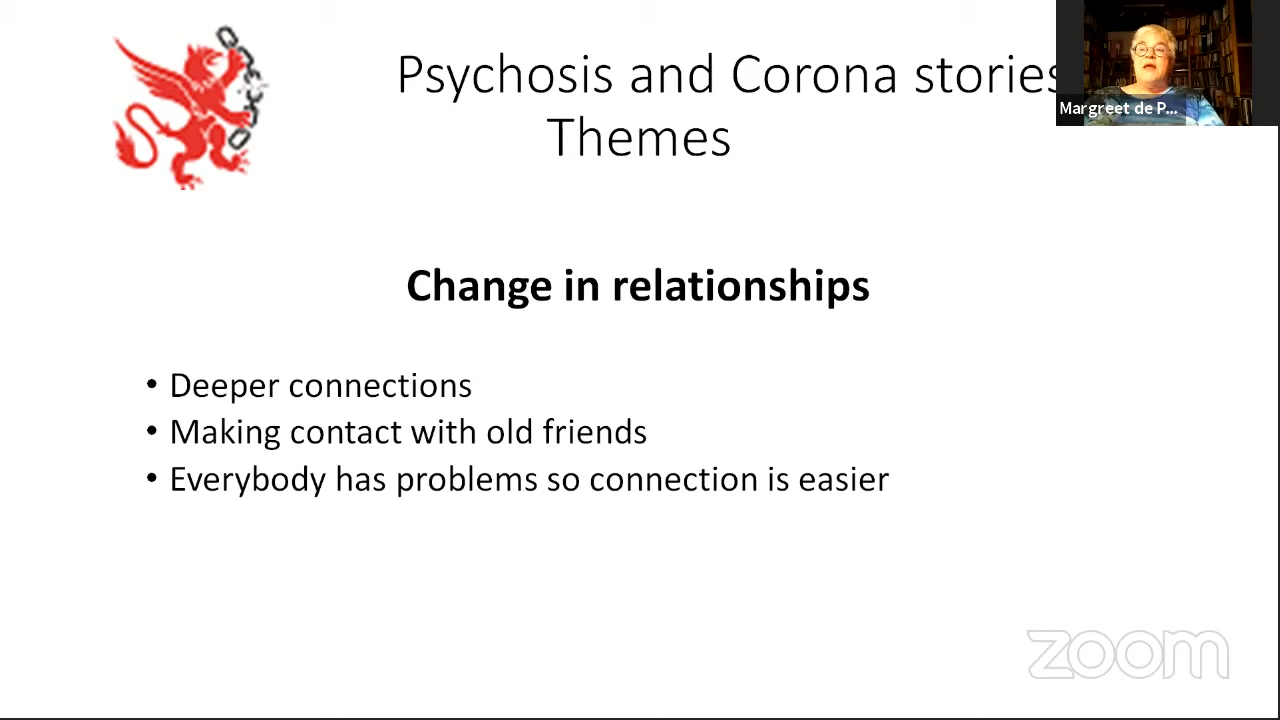 Psychosis and Corona stories
Themes
Margreet de P...
Change in relationships
• Deeper connections
• Making contact with old friends
• Everybody has problems so connection is easier
zoom